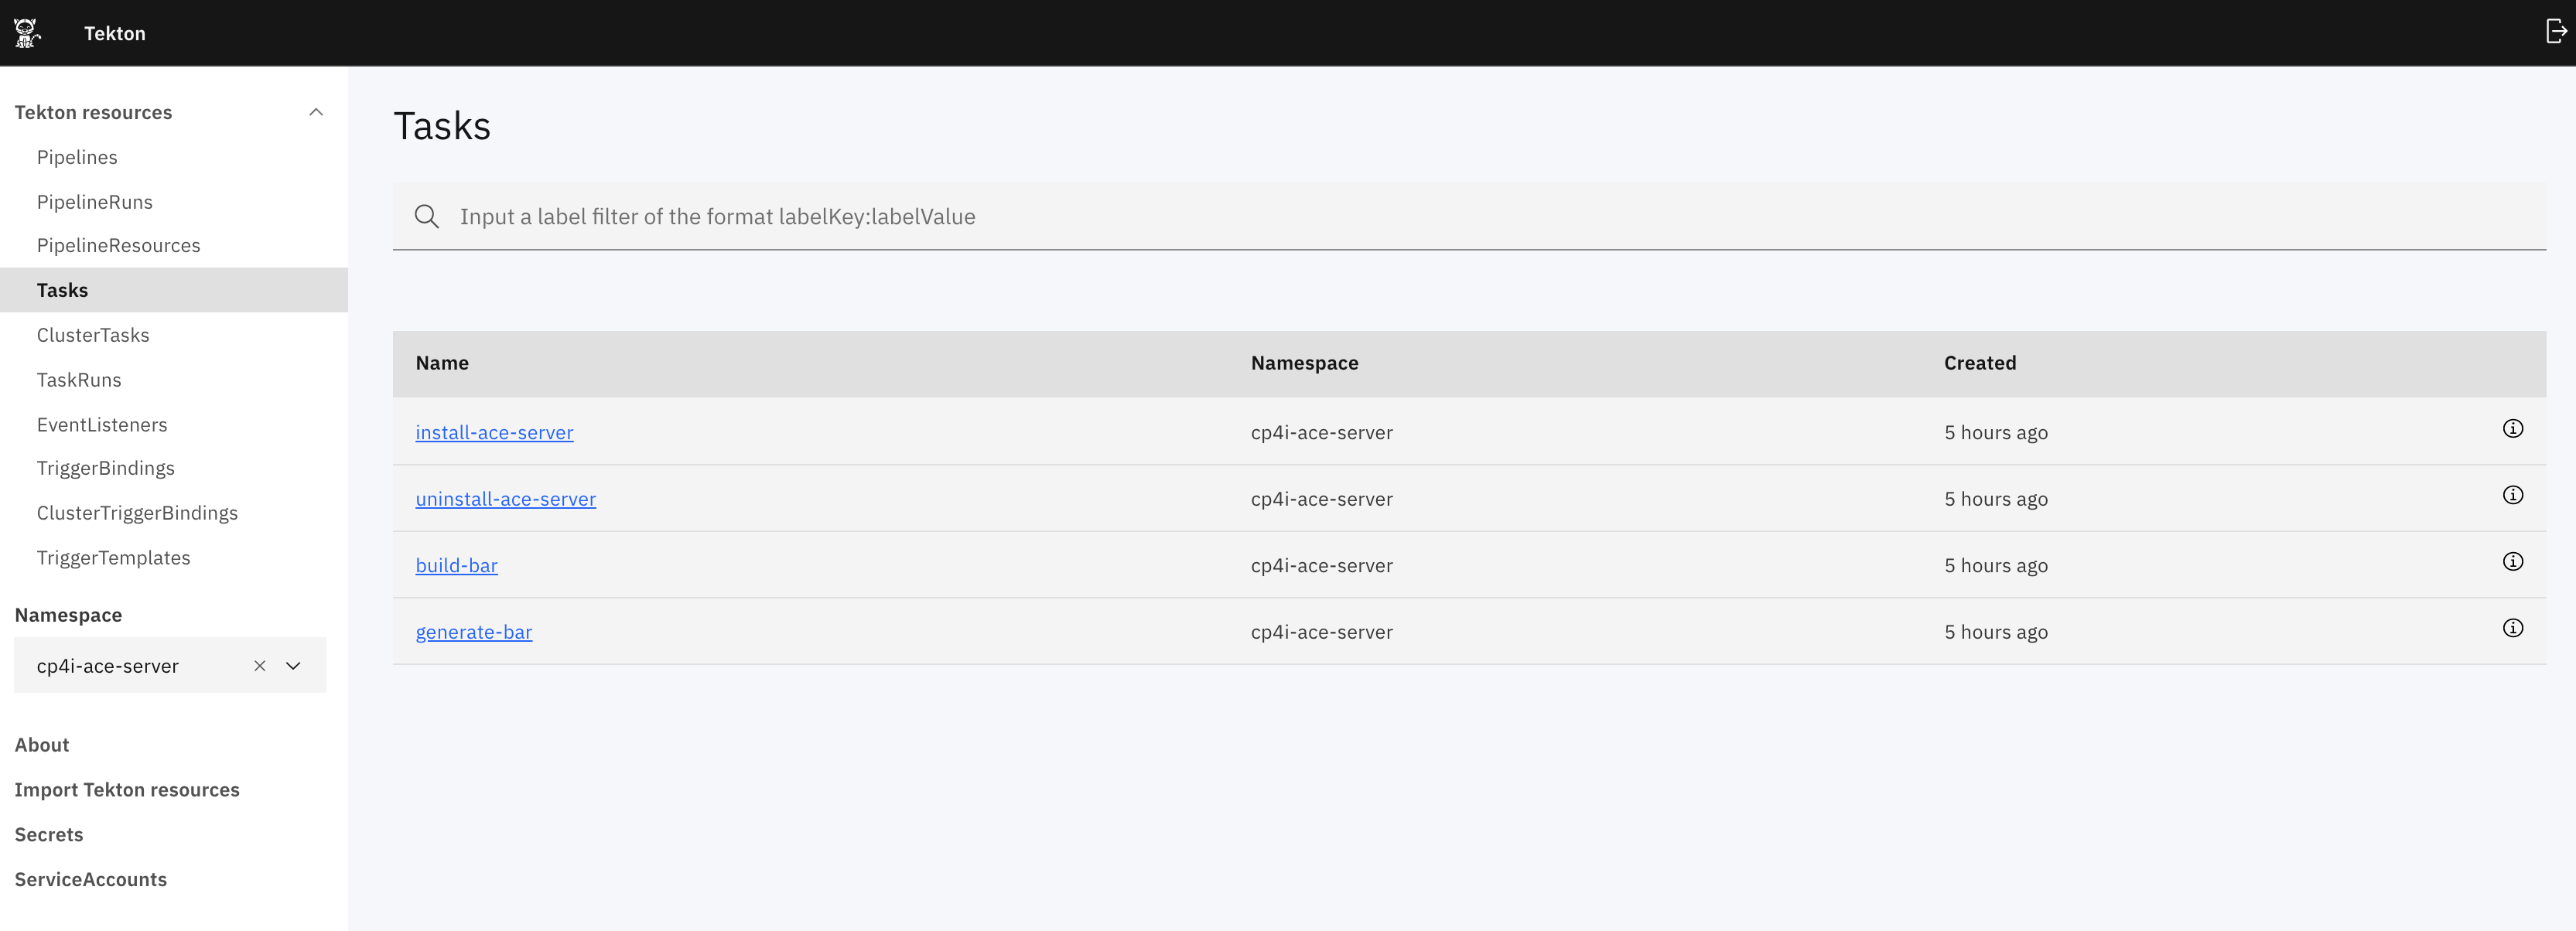 Tekton
Tekton resources
Pipelines
PipelineRuns
PipelineResources
Tasks
ClusterTasks
TaskRuns
EventListeners
TriggerBindings
ClusterTriggerBindings
TriggerTemplates
Namespace
cp4i-ace-server
About
Import Tekton resources
Secrets
ServiceAccounts
Tasks
Input a label filter of the format labelKey:labelValue
Name Namespace Created
install-ace-server cp4i-ace-server 5 hours ago
uninstall-ace-server cp4i-ace-server 5 hours ago
build-bar cp4i-ace-server 5 hours ago
generate-bar cp4i-ace-server 5 hours ago